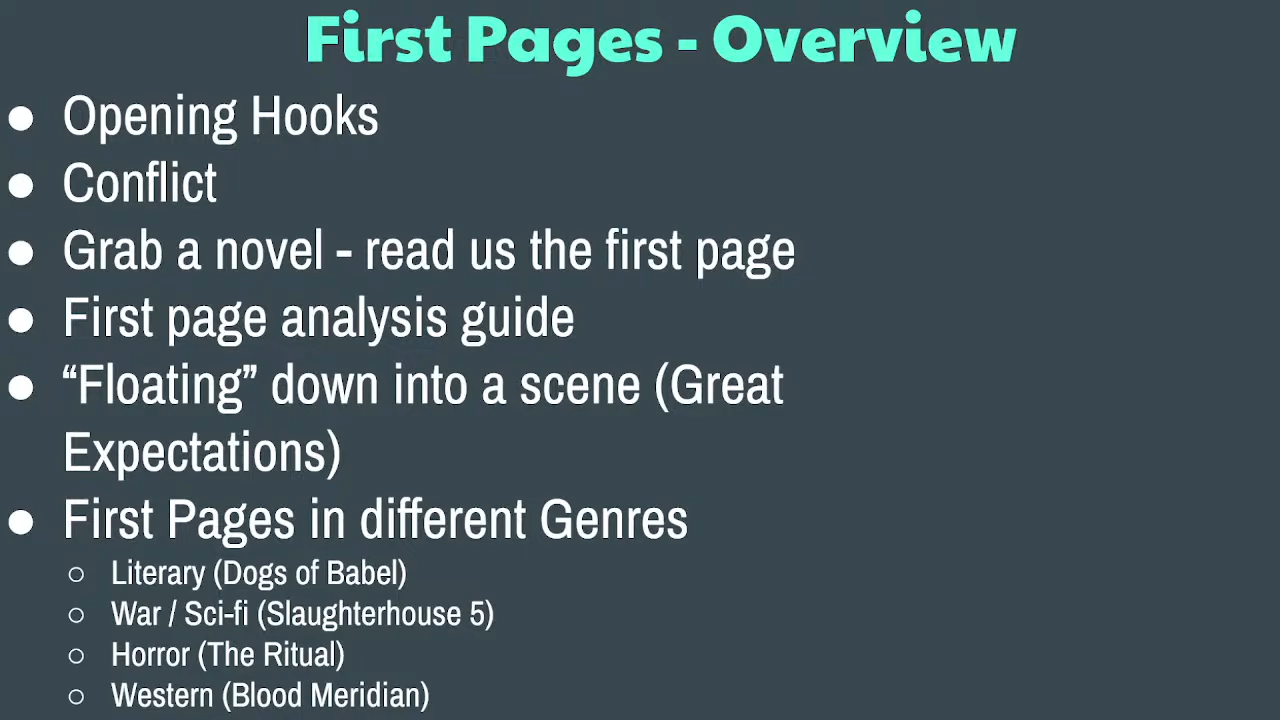 First Pages - Overview
● Opening Hooks
● Conflict
● Grab a novel - read us the first page
● First page analysis guide
● “Floating” down into a scene (Great
Expectations)
● First Pages in different Genres
○ Literary (Dogs of Babel)
○ War / Sci-fi (Slaughterhouse 5)
○ Horror (The Ritual)
○ Western (Blood Meridian)